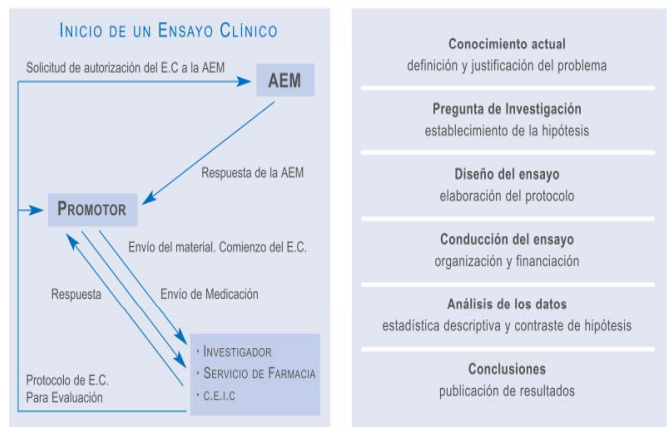 INICIO DE UN ENSAYO CLÍNICO
Solicitud de autorización del E.C a la AEM
AEM
Respuesta de la AEM
PROMOTOR
Envío del material. Comienzo del E.C.
Respuesta
Envío de Medicación
· INVESTIGADOR
· SERVICIO DE FARMACIA
· C.E.I.C
Protocolo de E.C.
Para Evaluación
Conocimiento actual
definición y justificación del problema
Pregunta de Investigación
establecimiento de la hipótesis
Diseño del ensayo
elaboración del protocolo
Conducción del ensayo
organización y financiación
Análisis de los datos
estadística descriptiva y contraste de hipótesis
Conclusiones
publicación de resultados